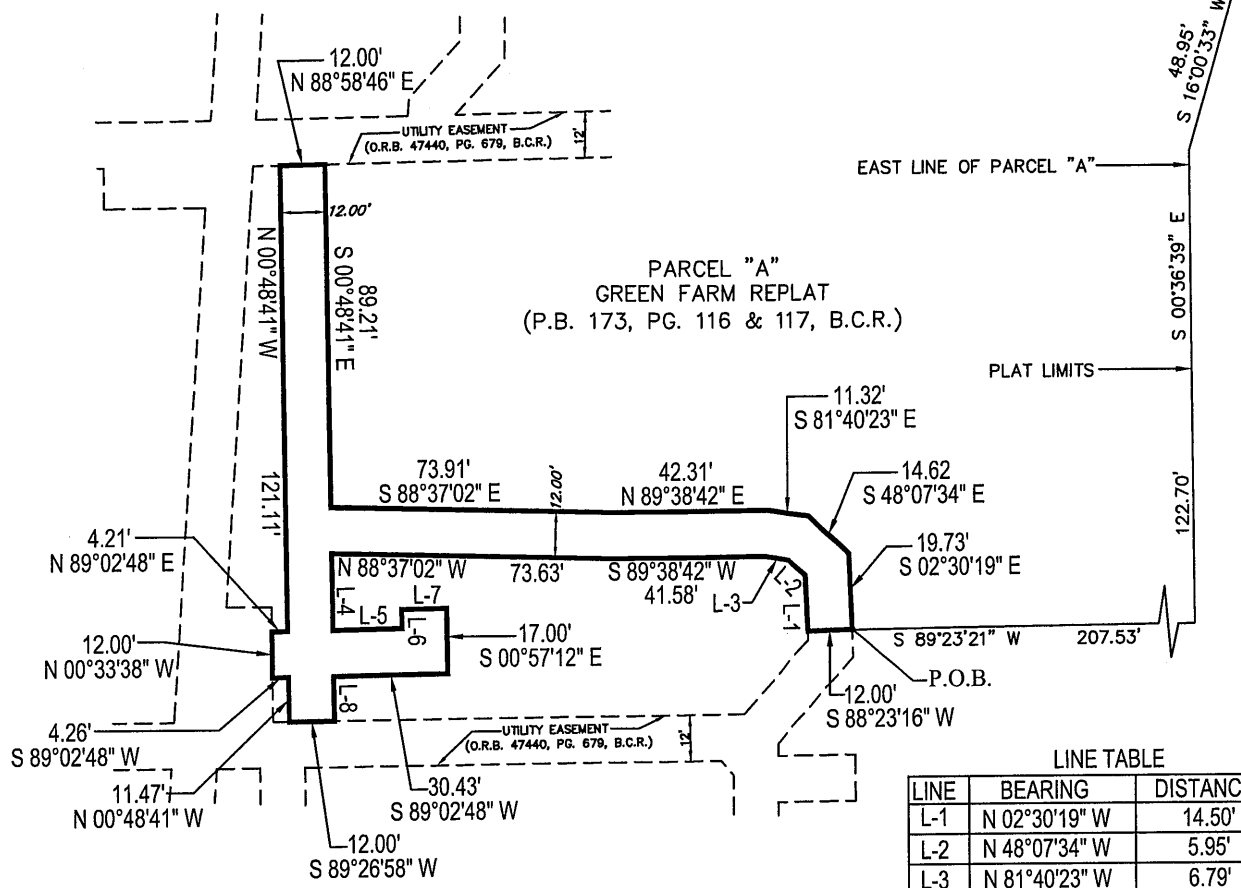 48.95'
S 16°00'33" W
12.00'
N 88°58'46" E
UTILITY EASEMENT
(O.R.B. 47440, PG. 679, B.C.R.)
12'
EAST LINE OF PARCEL "A"
12.00'
N 00°48'41" W
121.11'
89.21'
S 00°48'41" E
S 00°36'39" E
122.70'
PARCEL "A"
GREEN FARM REPLAT
(P.B. 173, PG. 116 & 117, B.C.R.)
PLAT LIMITS
11.32'
S 81°40'23" E
73.91'
S 88°37'02" E
12.00'
42.31'
N 89°38'42" E
14.62
S 48°07'34" E
19.73'
S 02°30'19" E
4.21'
N 89°02'48" E
N 88°37'02" W
73.63'
S 89°38'42" W
41.58'
L-3
L-2
L-1
L-4
L-5
L-7
L-6
12.00'
N 00°33'38" W
17.00'
S 00°57'12" E
S 89°23'21" W
207.53'
P.O.B.
12.00'
S 88°23'16" W
L-8
4.26'
S 89°02'48" W
UTILITY EASEMENT
(O.R.B. 47440, PG. 679, B.C.R.)
12'
11.47'
N 00°48'41" W
30.43'
S 89°02'48" W
12.00'
S 89°26'58" W
LINE TABLE
LINE BEARING DISTANC
L-1 N 02°30'19" W 14.50'
L-2 N 48°07'34" W 5.95'
L-3 N 81°40'23" W 6.79'